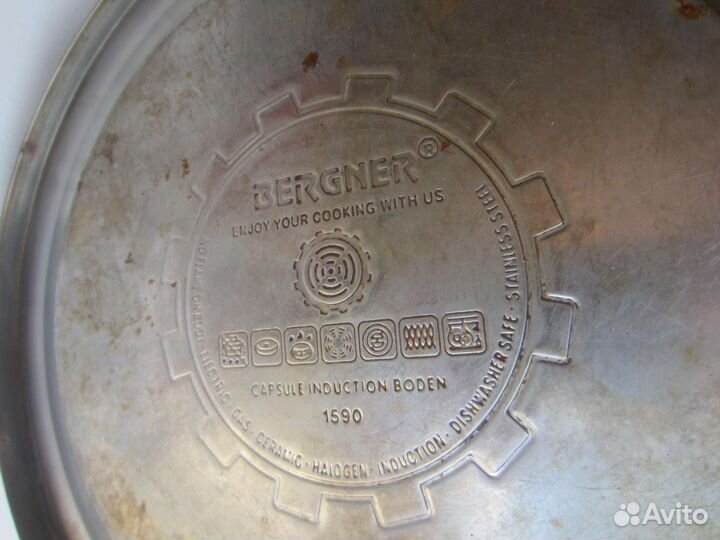 BERGNER®
ENJOY YOUR COOKING WITH US
CAPSULE INDUCTION BODEN
1590
ELECTRIC · GAS · CERAMIC · HALOGEN · INDUCTION · DISHWASHER SAFE · STAINLESS STEEL
Avito